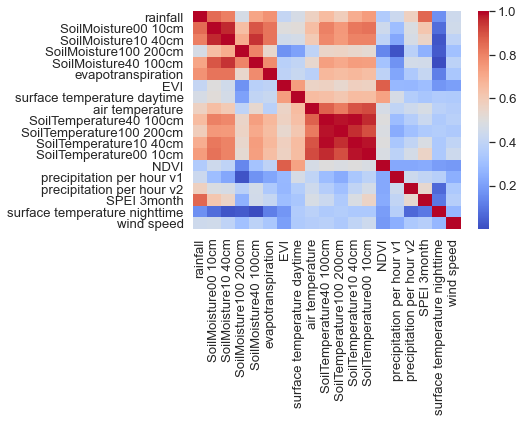 rainfall
SoilMoisture00 10cm
SoilMoisture10 40cm
SoilMoisture100 200cm
SoilMoisture40 100cm
evapotranspiration
EVI
surface temperature daytime
air temperature
SoilTemperature40 100cm
SoilTemperature100 200cm
SoilTemperature10 40cm
SoilTemperature00 10cm
NDVI
precipitation per hour v1
precipitation per hour v2
SPEI 3month
surface temperature nighttime
wind speed
1.0
0.8
0.6
0.4
0.2
rainfall
SoilMoisture00 10cm
SoilMoisture10 40cm
SoilMoisture100 200cm
SoilMoisture40 100cm
evapotranspiration
EVI
surface temperature daytime
air temperature
SoilTemperature40 100cm
SoilTemperature100 200cm
SoilTemperature10 40cm
SoilTemperature00 10cm
NDVI
precipitation per hour v1
precipitation per hour v2
SPEI 3month
surface temperature nighttime
wind speed